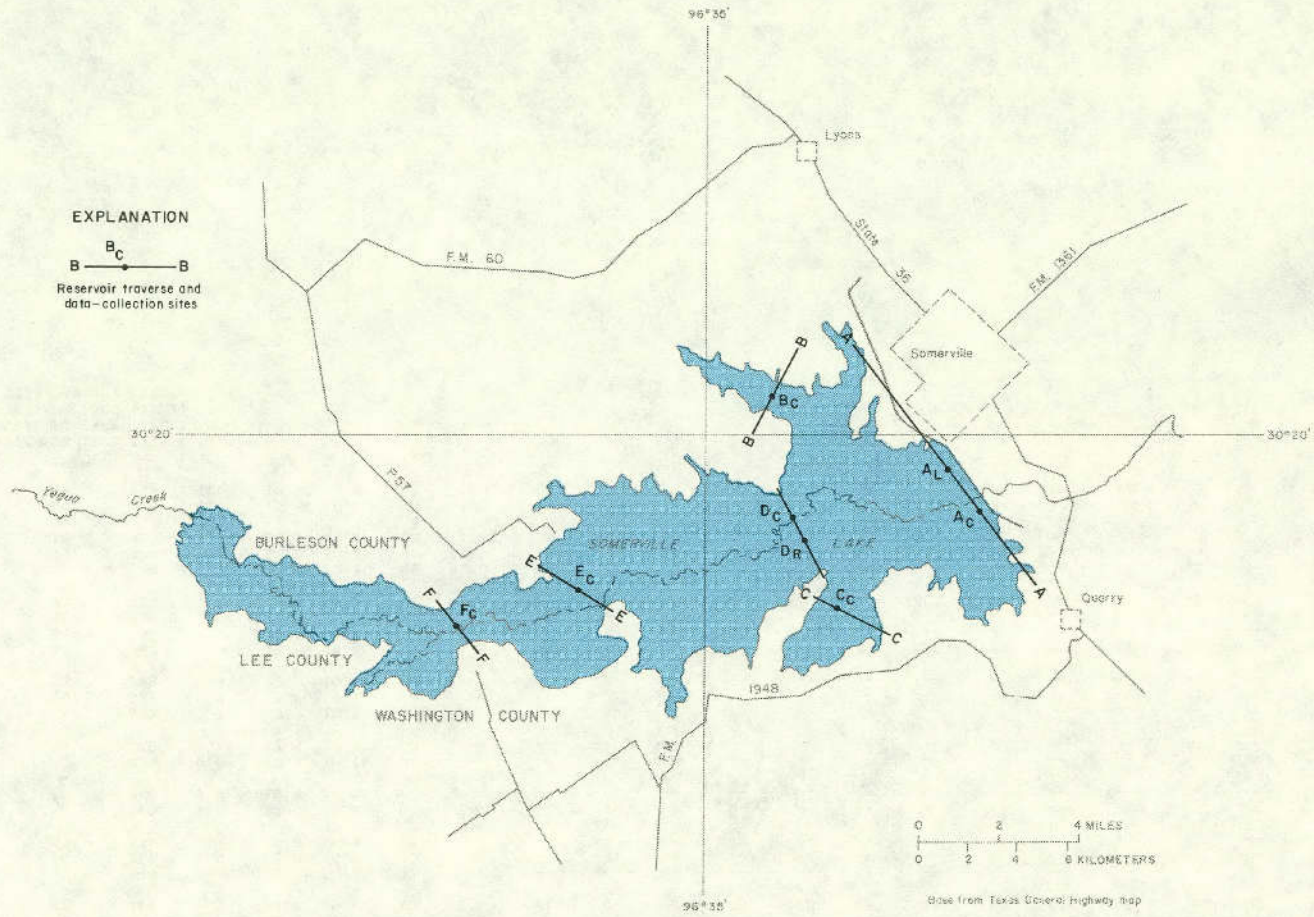 96°35'
Lyons
EXPLANATION
B C
B B
Reservoir traverse and
data-collection sites
F.M. 60
State 36
F.M. 1361
Somerville
A
B
B C
B
30°20'
30°20'
A L
A C
Yegua Creek
P 57
D C
BURLESON COUNTY
SOMERVILLE LAKE
D R
E
E C
E
F
F C
F
C
C C
C
A
Quarry
LEE COUNTY
1948
WASHINGTON COUNTY
F.M.
0 2 4 MILES
0 2 4 6 KILOMETERS
96°35'
Base from Texas General Highway map